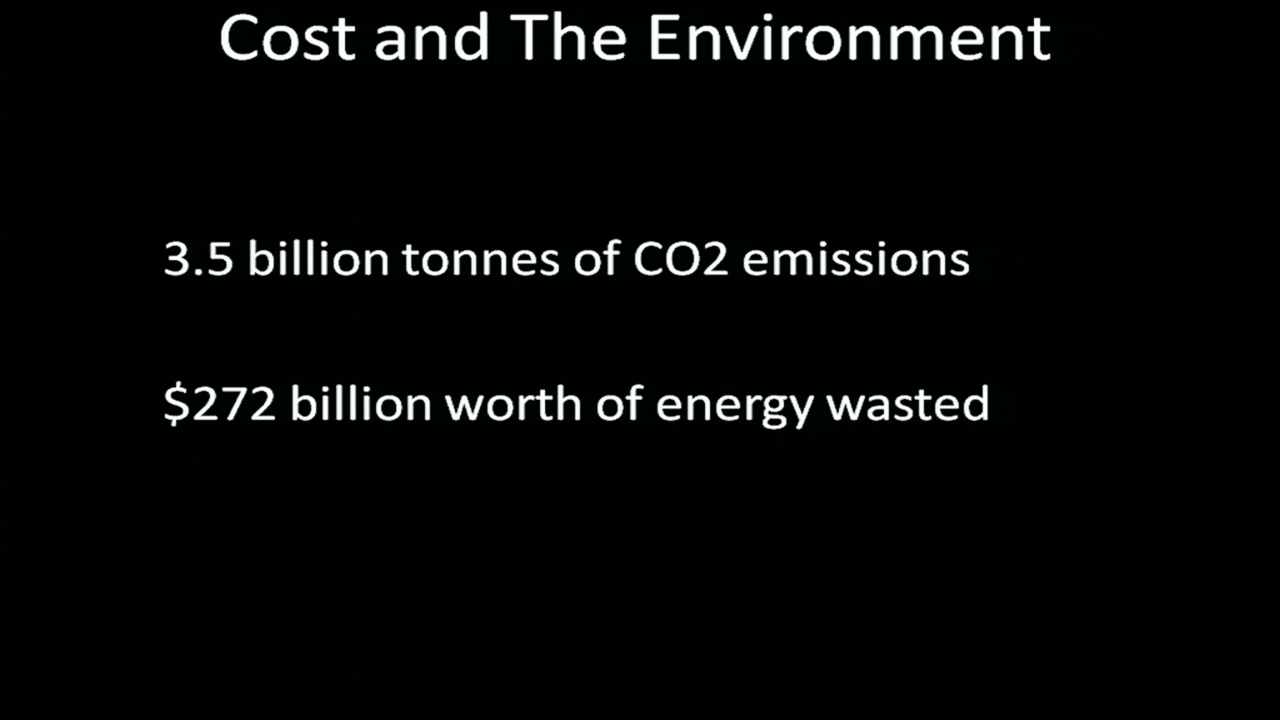 Cost and The Environment
3.5 billion tonnes of CO2 emissions
$272 billion worth of energy wasted